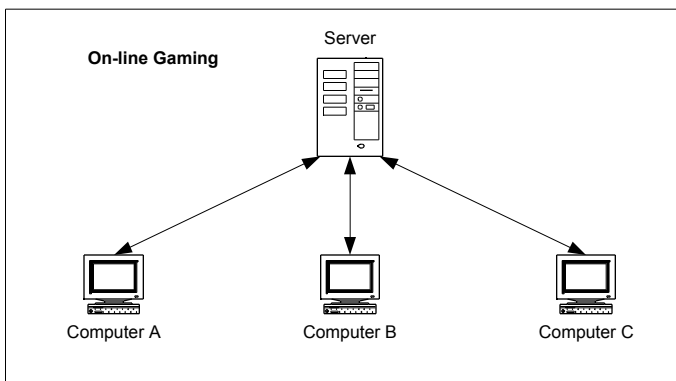 Server
On-line Gaming
Computer A
Computer B
Computer C